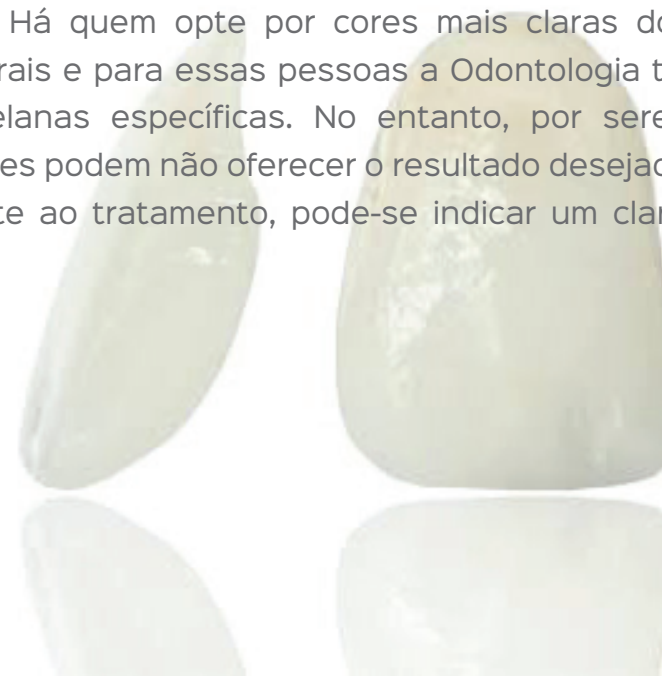 Há quem opte por cores mais claras do
rais e para essas pessoas a Odontologia t
elanas específicas. No entanto, por sere
es podem não oferecer o resultado desejad
te ao tratamento, pode-se indicar um clar